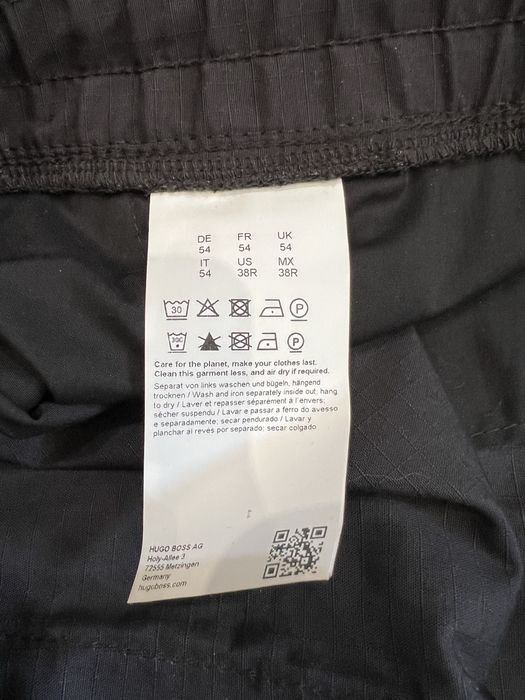 DE FR UK
54 54 54
IT US MX
54 38R 38R
30 P
30C P
Care for the planet, make your clothes last.
Clean this garment less, and air dry if required.
Separat von links waschen und bügeln, hängend
trocknen / Wash and iron separately inside out, hang
to dry / Laver et repasser séparément à l'envers;
sécher suspendu / Lavar e passar a ferro do avesso
e separadamente; secar pendurado / Lavar y
planchar al revés por separado; secar colgado
HUGO BOSS AG
Holy-Allee 3
72555 Metzingen
Germany
hugoboss.com